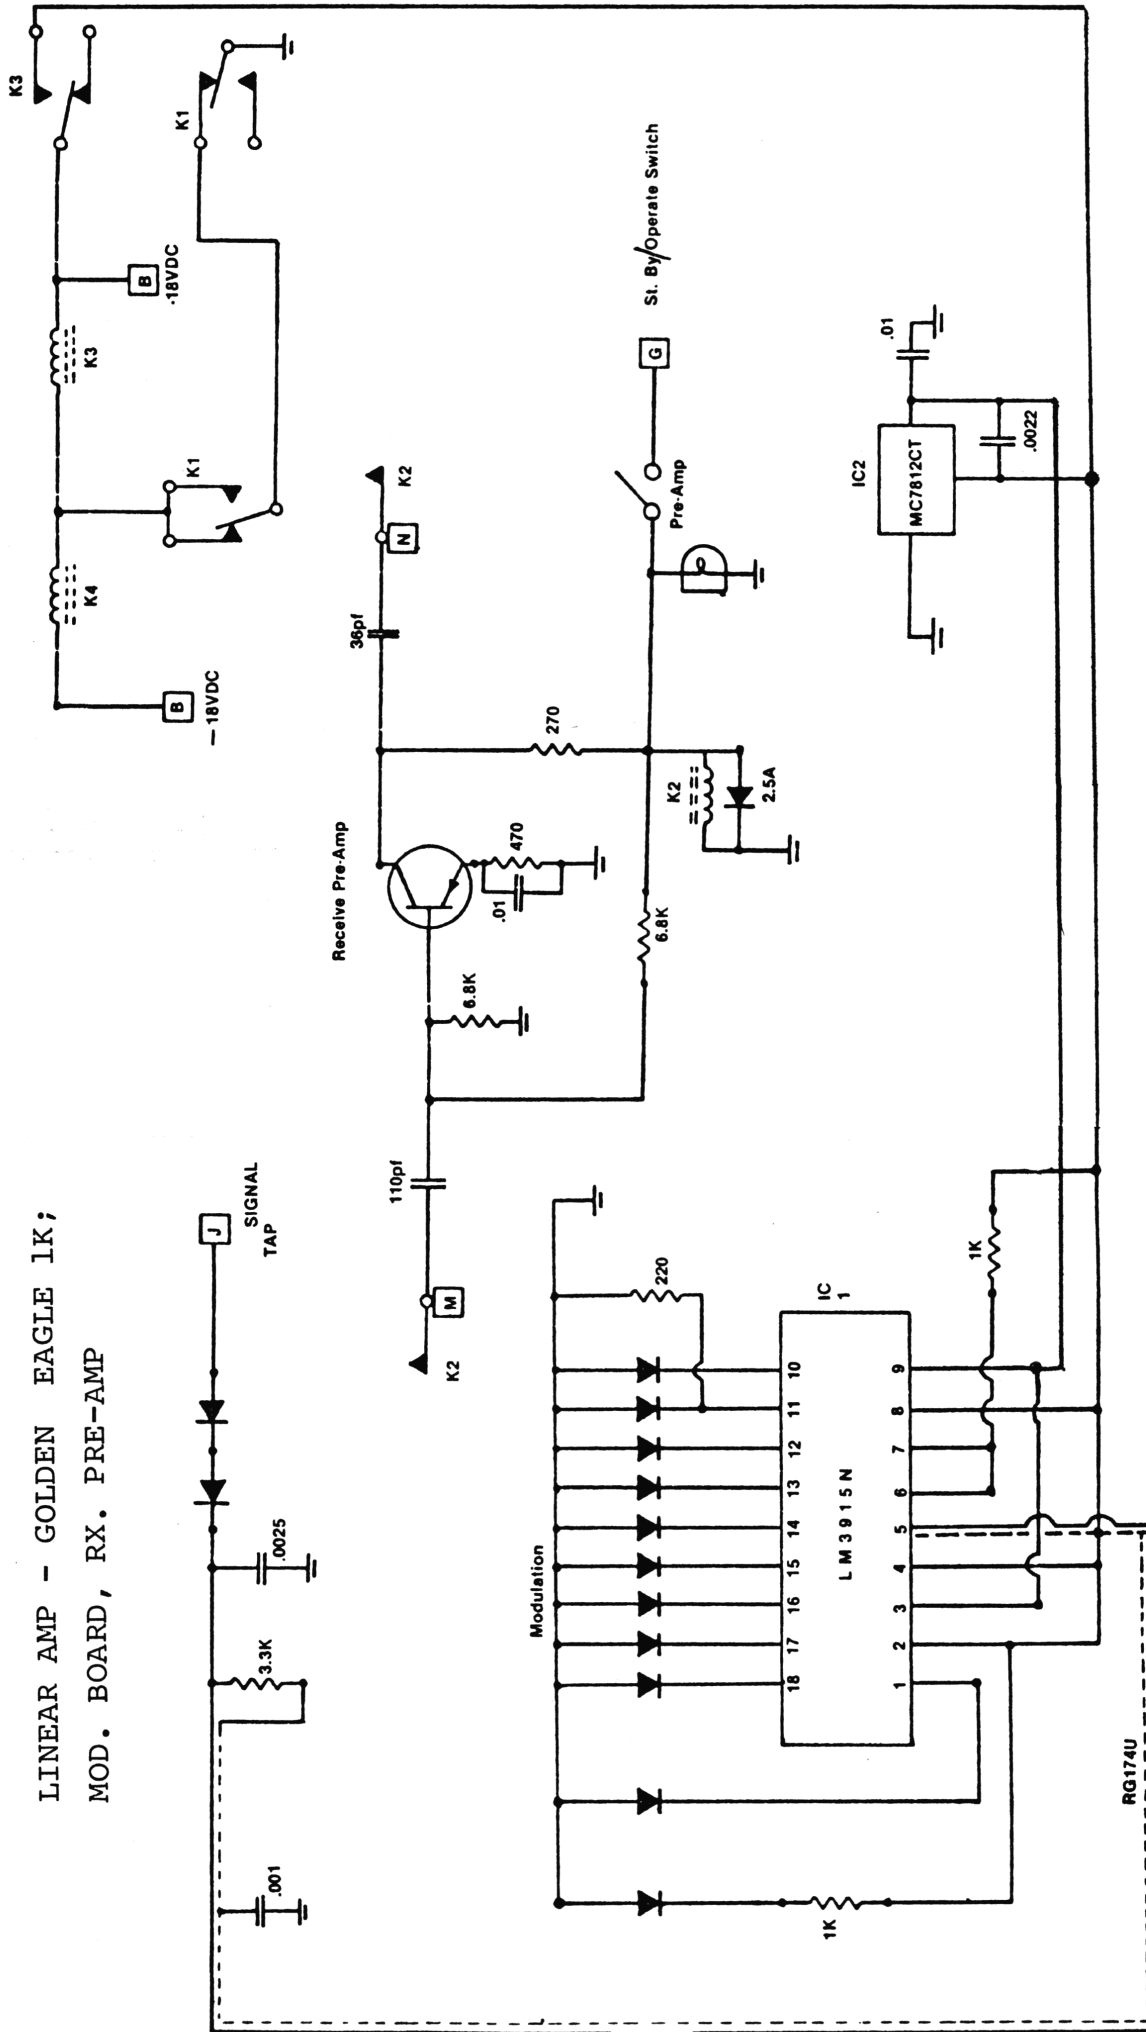 LINEAR AMP - GOLDEN EAGLE 1K;
MOD. BOARD, RX. PRE-AMP
K3
K1
K3
B
-18VDC
K1
K4
B
-18VDC
J
SIGNAL
TAP
.0025
3.3K
.001
Receive Pre-Amp
K2
N
36pf
270
470
.01
6.8K
110pf
M
K2
6.8K
K2
2.5A
Pre-Amp
G
St. By/Operate Switch
IC2
MC7812CT
.01
.0022
Modulation
220
IC
1
18 17 16 15 14 13 12 11 10
LM3915N
1 2 3 4 5 6 7 8 9
1K
1K
RG174U